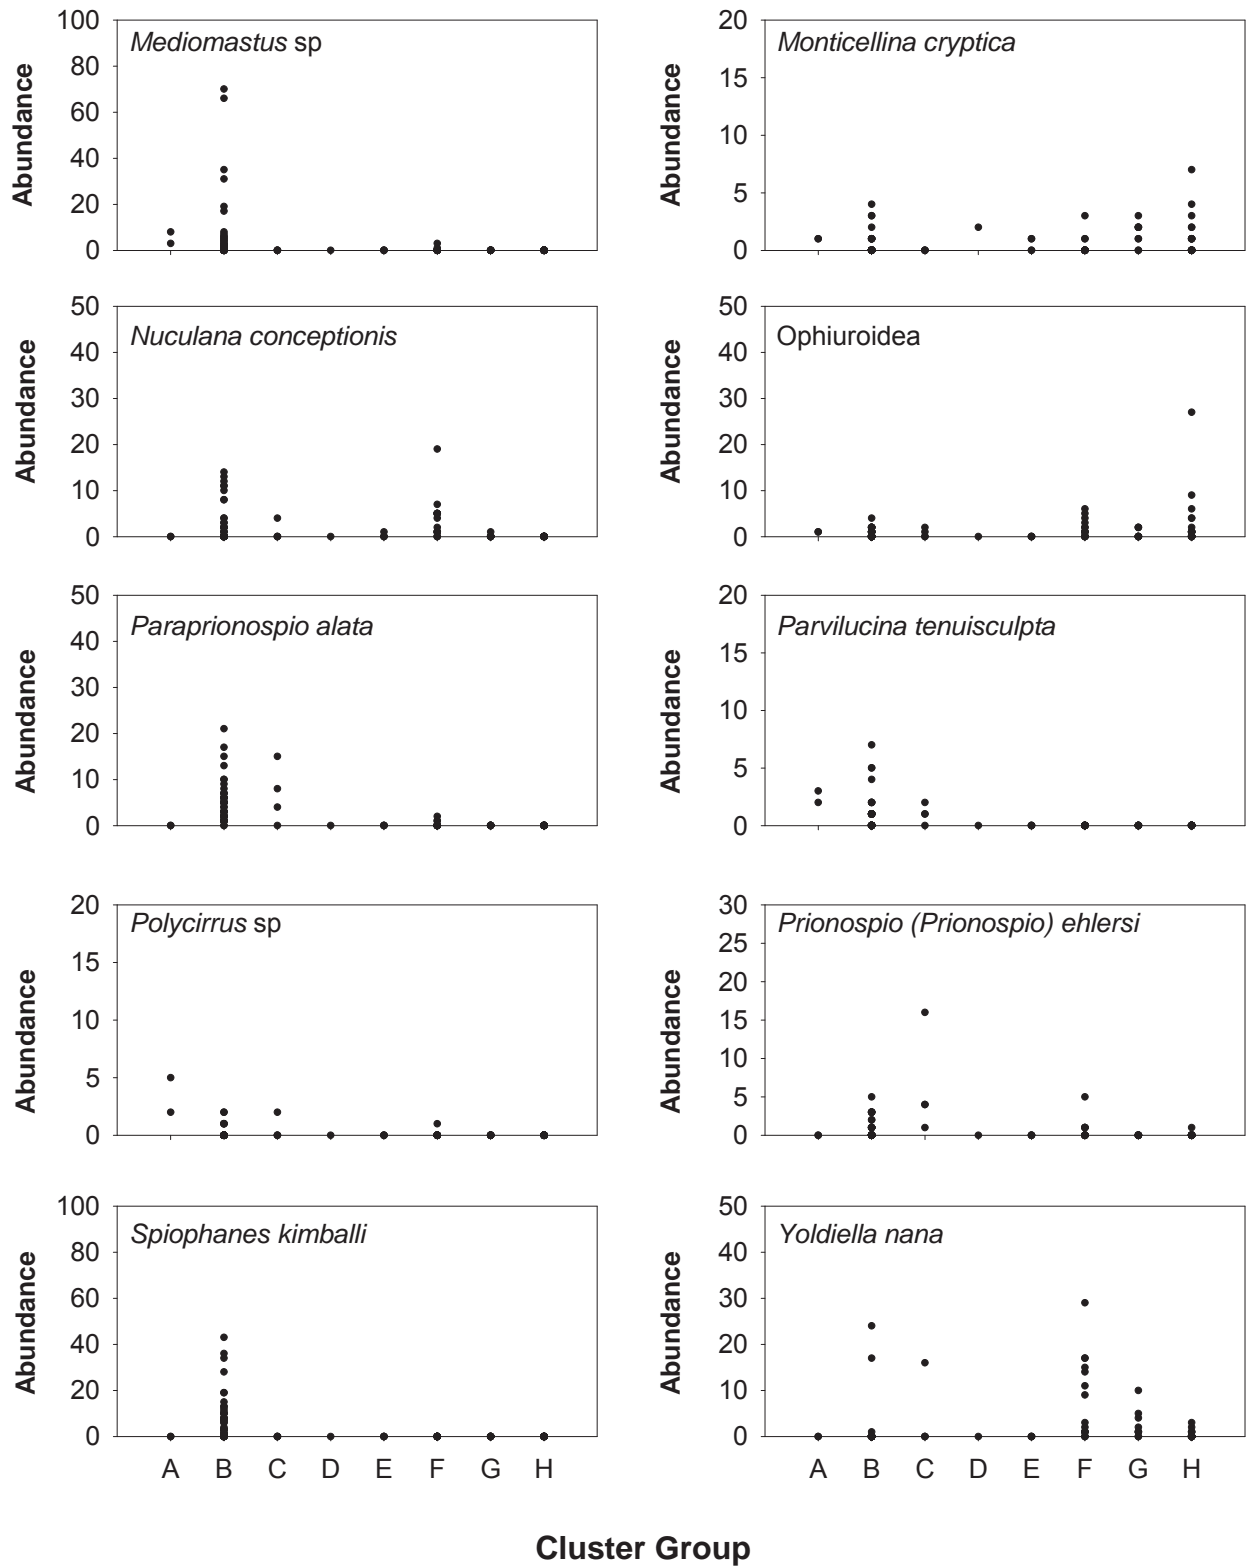 Mediomastus sp
Abundance
100
80
60
40
20
0
Monticellina cryptica
Abundance
20
15
10
5
0
Nuculana conceptionis
Abundance
50
40
30
20
10
0
Ophiuroidea
Abundance
50
40
30
20
10
0
Paraprionospio alata
Abundance
50
40
30
20
10
0
Parvilucina tenuisculpta
Abundance
20
15
10
5
0
Polycirrus sp
Abundance
20
15
10
5
0
Prionospio (Prionospio) ehlersi
Abundance
30
25
20
15
10
5
0
Spiophanes kimballi
Abundance
100
80
60
40
20
0
A B C D E F G H
Yoldiella nana
Abundance
50
40
30
20
10
0
A B C D E F G H
Cluster Group